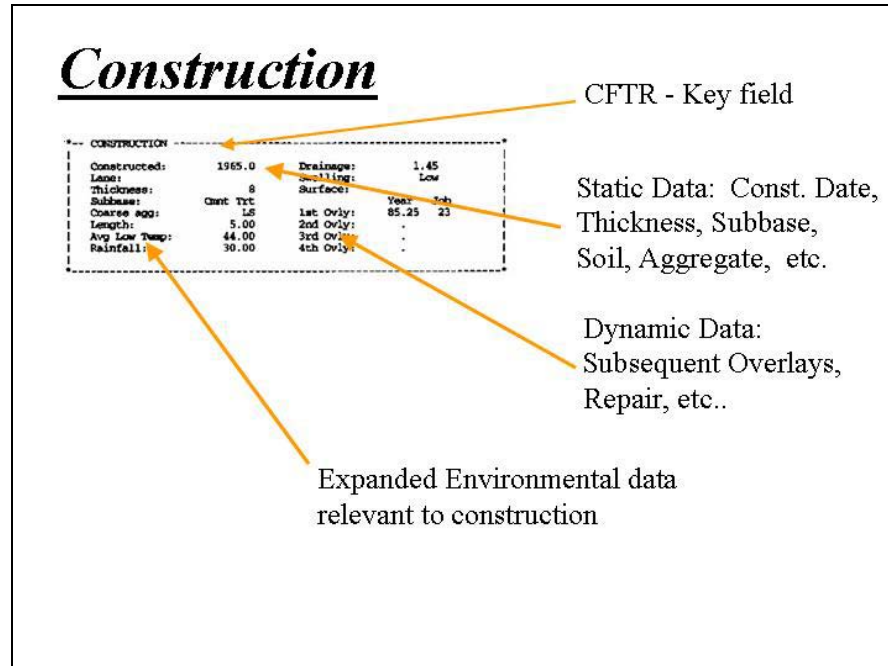 Construction
CFTR - Key field
CONSTRUCTION
Constructed: 1965.0 Drainage: 1.45
Lane: Swelling: Low
Thickness: 8 Surface:
Subbase: Cmnt Trt Year Job
Coarse agg: LS 1st Ovly: 85.25 23
Length: 5.00 2nd Ovly: .
Avg Low Temp: 44.00 3rd Ovly: .
Rainfall: 30.00 4th Ovly: .
Static Data: Const. Date,
Thickness, Subbase,
Soil, Aggregate, etc.
Dynamic Data:
Subsequent Overlays,
Repair, etc..
Expanded Environmental data
relevant to construction